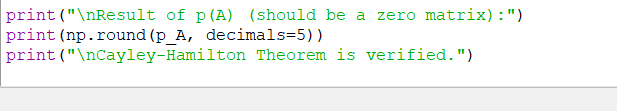 print("\nResult of p(A) (should be a zero matrix):")
print(np.round(p_A, decimals=5))
print("\nCayley-Hamilton Theorem is verified.")